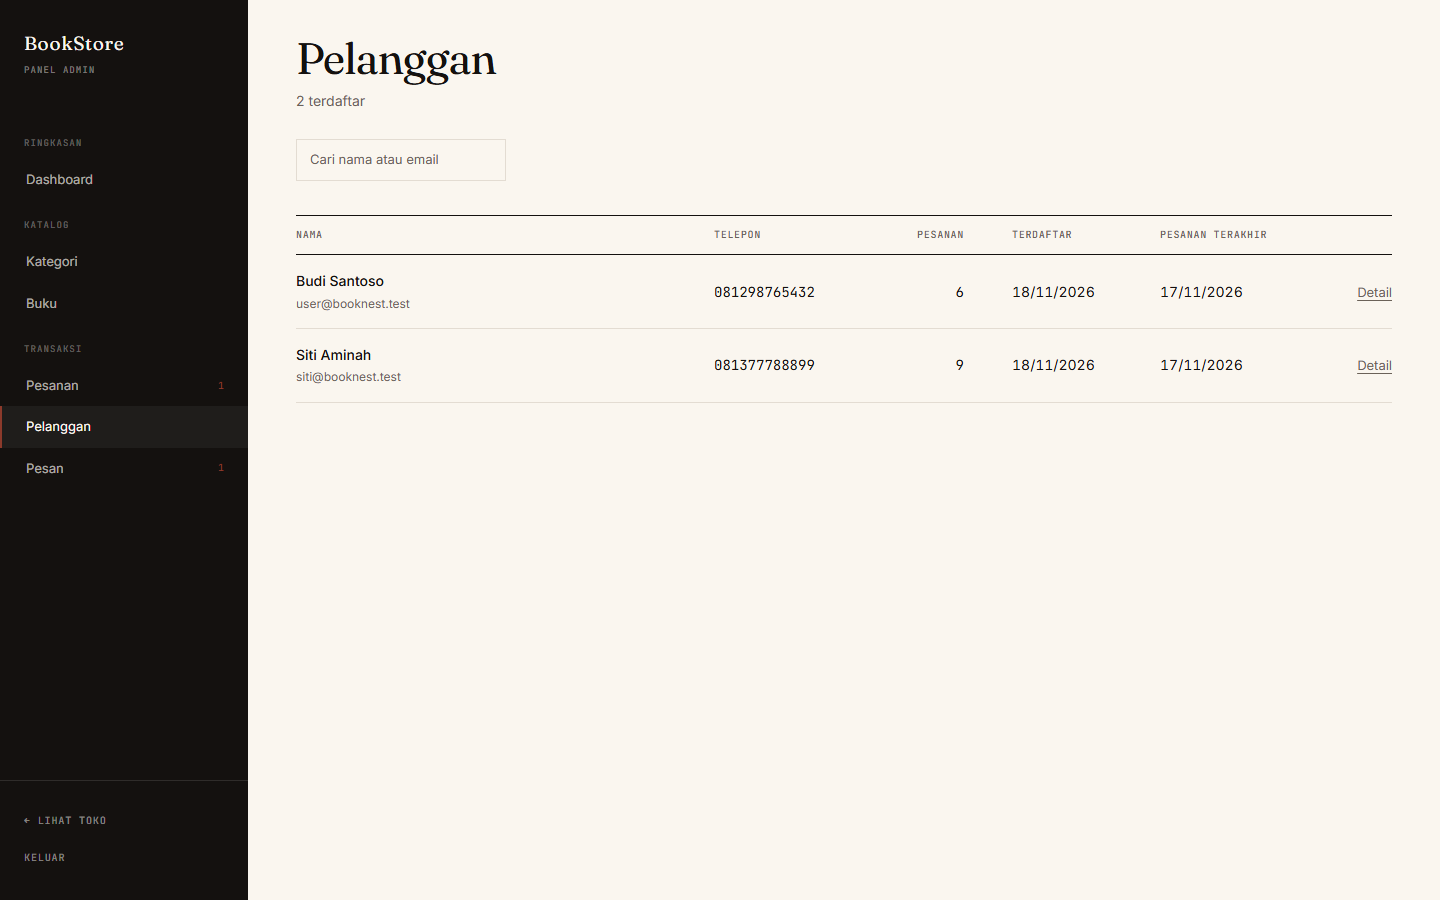 BookStore
PANEL ADMIN
RINGKASAN
Dashboard
KATALOG
Kategori
Buku
TRANSAKSI
Pesanan 1
Pelanggan
Pesan 1
← LIHAT TOKO
KELUAR
Pelanggan
2 terdaftar
Cari nama atau email
NAMA TELEPON PESANAN TERDAFTAR PESANAN TERAKHIR
Budi Santoso
user@booknest.test
081298765432 6 18/11/2026 17/11/2026 Detail
Siti Aminah
siti@booknest.test
081377788899 9 18/11/2026 17/11/2026 Detail